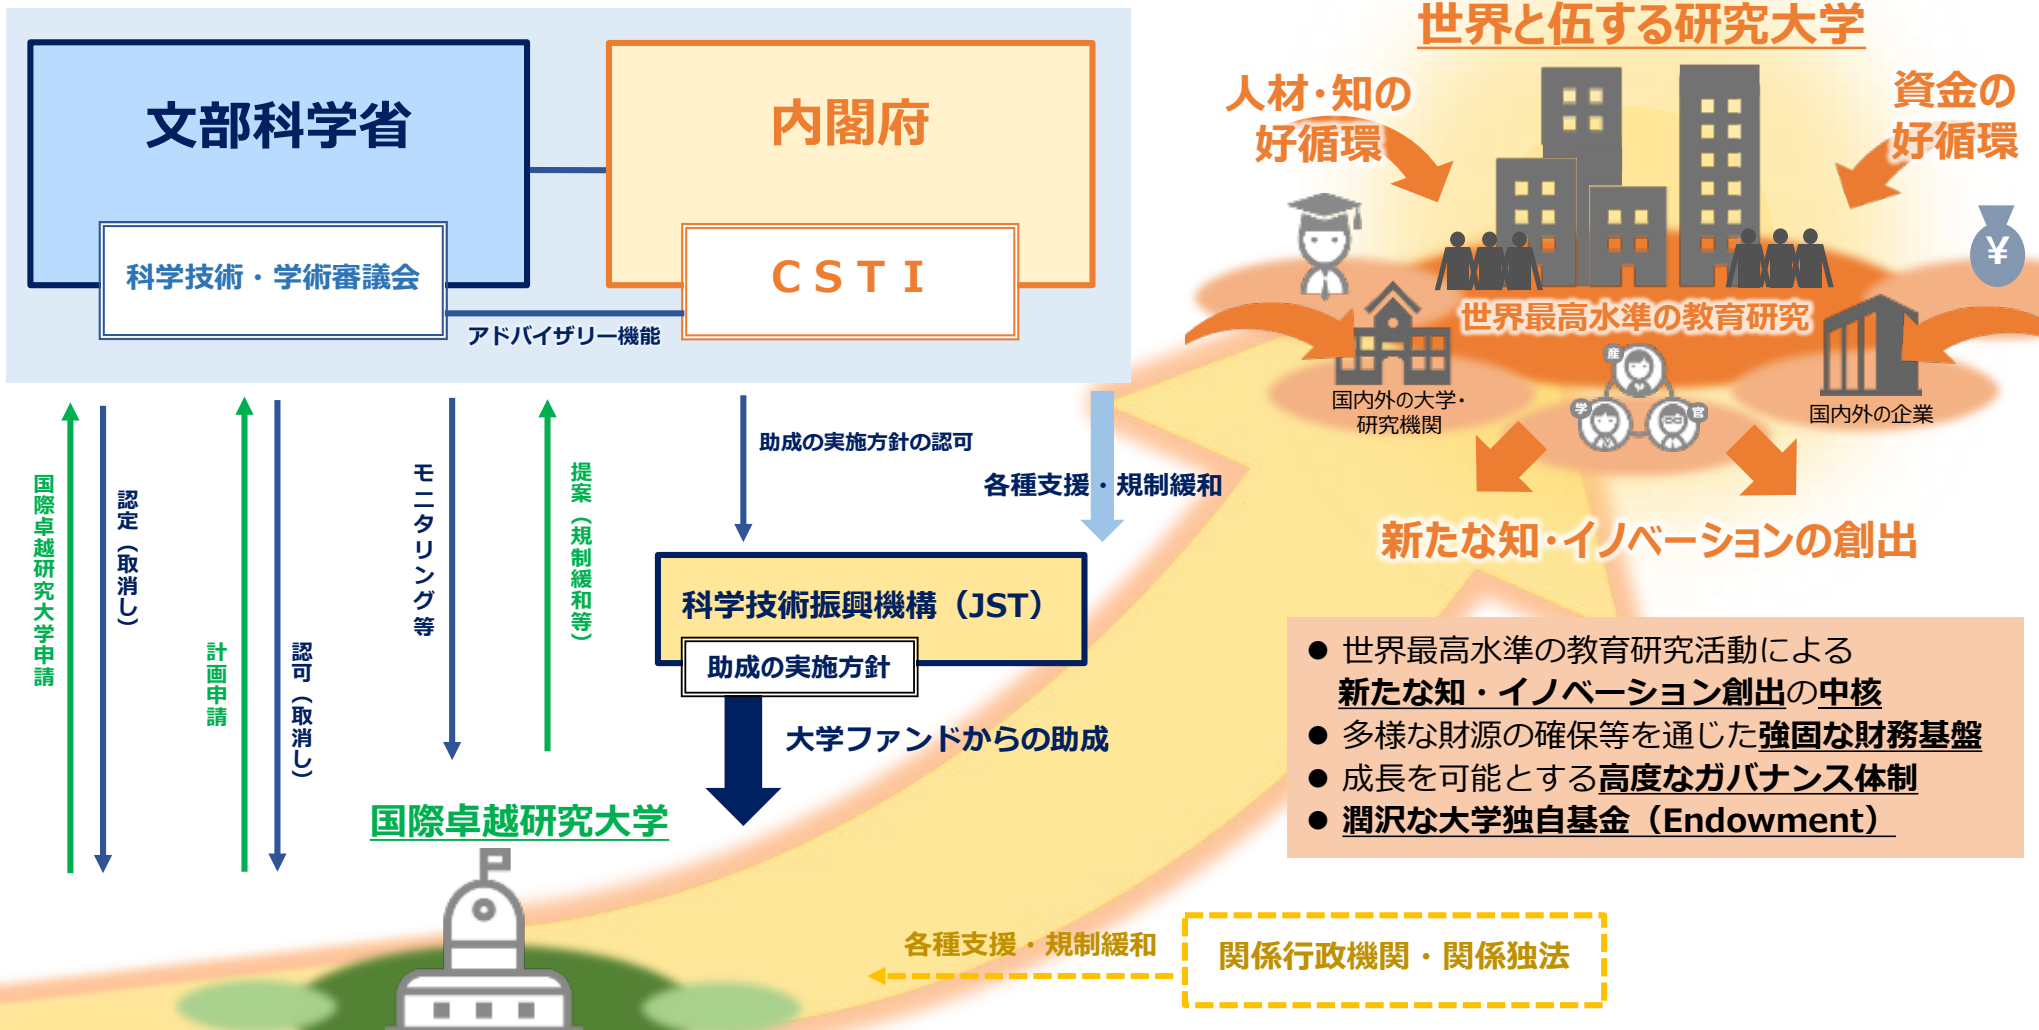 文部科学省
内閣府
科学技術・学術審議会
ＣＳＴＩ
アドバイザリー機能
国際卓越研究大学申請
認定（取消し）
計画申請
認可（取消し）
モニタリング等
提案（規制緩和等）
助成の実施方針の認可
各種支援・規制緩和
科学技術振興機構（JST）
助成の実施方針
大学ファンドからの助成
国際卓越研究大学
各種支援・規制緩和
関係行政機関・関係独法
世界と伍する研究大学
人材・知の
好循環
資金の
好循環
¥
世界最高水準の教育研究
産
学
官
国内外の大学・
研究機関
国内外の企業
新たな知・イノベーションの創出
● 世界最高水準の教育研究活動による
新たな知・イノベーション創出の中核
● 多様な財源の確保等を通じた強固な財務基盤
● 成長を可能とする高度なガバナンス体制
● 潤沢な大学独自基金（Endowment）